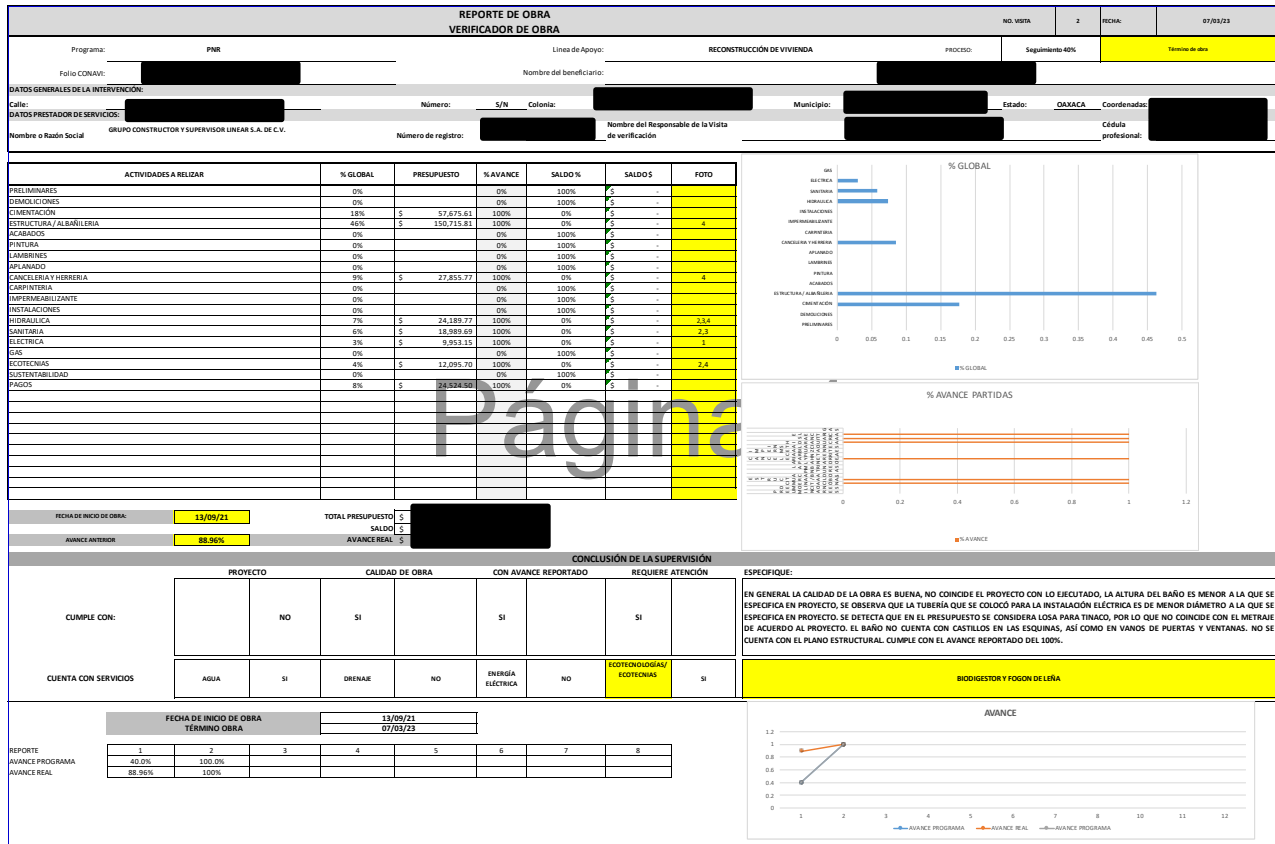 REPORTE DE OBRA
VERIFICADOR DE OBRA
NO. VISITA 2 FECHA: 07/03/23
Programa: PNR Linea de Apoyo: RECONSTRUCCIÓN DE VIVIENDA PROCESO: Seguimiento 40% Término de obra
Folio CONAVI: Nombre del beneficiario:
DATOS GENERALES DE LA INTERVENCIÓN:
Calle: Número: S/N Colonia: Municipio: Estado: OAXACA Coordenadas:
DATOS PRESTADOR DE SERVICIOS:
Nombre o Razón Social GRUPO CONSTRUCTOR Y SUPERVISOR LINEAR S.A. DE C.V. Número de registro: Nombre del Responsable de la Visita de verificación Cédula profesional:
ACTIVIDADES A RELIZAR % GLOBAL PRESUPUESTO % AVANCE SALDO % SALDO $ FOTO
PRELIMINARES 0% 0% 100% $ -
DEMOLICIONES 0% 0% 100% $ -
CIMENTACIÓN 18% $ 57,675.61 100% 0% $ -
ESTRUCTURA / ALBAÑILERIA 46% $ 150,715.81 100% 0% $ - 4
ACABADOS 0% 0% 100% $ -
PINTURA 0% 0% 100% $ -
LAMBRINES 0% 0% 100% $ -
APLANADO 0% 0% 100% $ -
CANCELERIA Y HERRERIA 9% $ 27,855.77 100% 0% $ - 4
CARPINTERIA 0% 0% 100% $ -
IMPERMEABILIZANTE 0% 0% 100% $ -
INSTALACIONES 0% 0% 100% $ -
HIDRAULICA 7% $ 24,189.77 100% 0% $ - 2,3,4
SANITARIA 6% $ 18,989.69 100% 0% $ - 2,3
ELECTRICA 3% $ 9,953.15 100% 0% $ - 1
GAS 0% 0% 100% $ -
ECOTECNIAS 4% $ 12,095.70 100% 0% $ - 2,4
SUSTENTABILIDAD 0% 0% 100% $ -
PAGOS 8% $ 24,524.50 100% 0% $ -
Página
% GLOBAL
GAS
ELECTRICA
SANITARIA
HIDRAULICA
INSTALACIONES
IMPERMEABILIZANTE
CARPINTERIA
CANCELERIA Y HERRERIA
APLANADO
LAMBRINES
PINTURA
ACABADOS
ESTRUCTURA / ALBAÑILERIA
CIMENTACIÓN
DEMOLICIONES
PRELIMINARES
0 0.05 0.1 0.15 0.2 0.25 0.3 0.35 0.4 0.45 0.5
% GLOBAL
% AVANCE PARTIDAS
0 0.2 0.4 0.6 0.8 1 1.2
% AVANCE
FECHA DE INICIO DE OBRA: 13/09/21 TOTAL PRESUPUESTO $
SALDO $
AVANCE ANTERIOR 88.96% AVANCE REAL $
CONCLUSIÓN DE LA SUPERVISIÓN
PROYECTO CALIDAD DE OBRA CON AVANCE REPORTADO REQUIERE ATENCIÓN ESPECIFIQUE:
CUMPLE CON: NO SI SI SI
EN GENERAL LA CALIDAD DE LA OBRA ES BUENA, NO COINCIDE EL PROYECTO CON LO EJECUTADO, LA ALTURA DEL BAÑO ES MENOR A LA QUE SE
ESPECIFICA EN PROYECTO, SE OBSERVA QUE LA TUBERÍA QUE SE COLOCÓ PARA LA INSTALACIÓN ELÉCTRICA ES DE MENOR DIÁMETRO A LA QUE SE
ESPECIFICA EN PROYECTO. SE DETECTA QUE EN EL PRESUPUESTO SE CONSIDERA LOSA PARA TINACO, POR LO QUE NO COINCIDE CON EL METRAJE
DE ACUERDO AL PROYECTO. EL BAÑO NO CUENTA CON CASTILLOS EN LAS ESQUINAS, ASÍ COMO EN VANOS DE PUERTAS Y VENTANAS. NO SE
CUENTA CON EL PLANO ESTRUCTURAL. CUMPLE CON EL AVANCE REPORTADO DEL 100%.
CUENTA CON SERVICIOS AGUA SI DRENAJE NO ENERGÍA ELÉCTRICA NO ECOTECNOLOGÍAS/ ECOTECNIAS SI BIODIGESTOR Y FOGON DE LEÑA
FECHA DE INICIO DE OBRA 13/09/21
TÉRMINO OBRA 07/03/23
REPORTE 1 2 3 4 5 6 7 8
AVANCE PROGRAMA 40.0% 100.0%
AVANCE REAL 88.96% 100%
AVANCE
1.2
1
0.8
0.6
0.4
0.2
0
1 2 3 4 5 6 7 8 9 10 11 12
AVANCE PROGRAMA AVANCE REAL AVANCE PROGRAMA